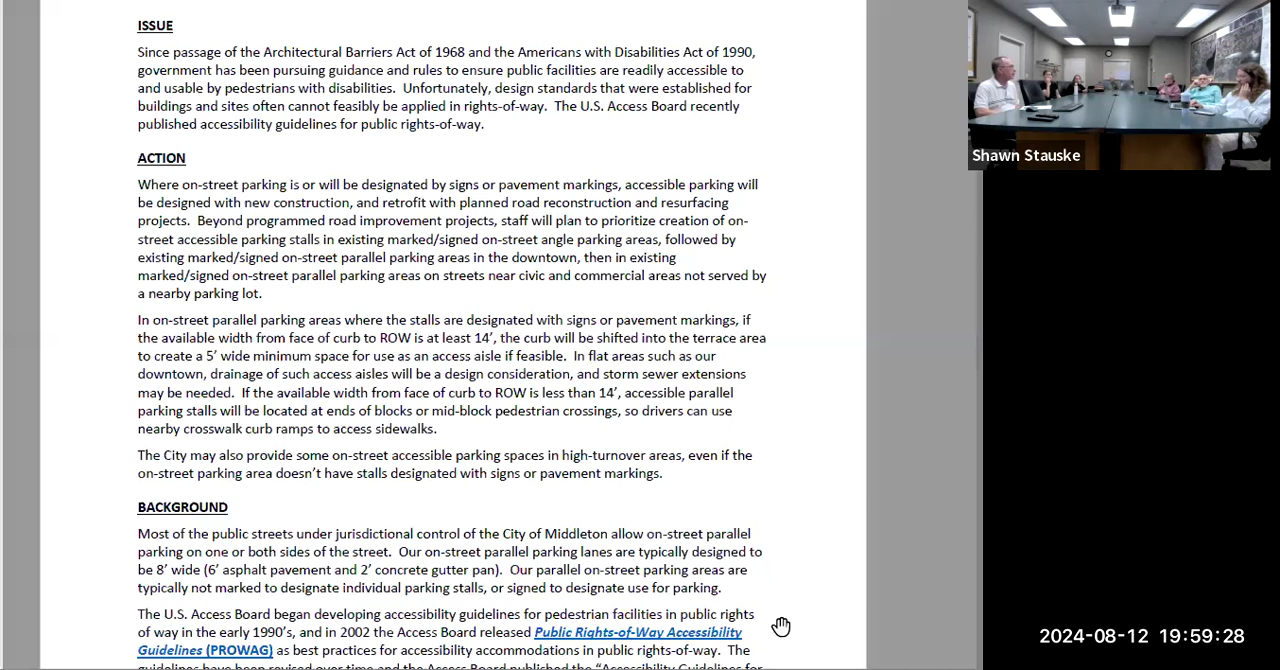 ISSUE
Since passage of the Architectural Barriers Act of 1968 and the Americans with Disabilities Act of 1990,
government has been pursuing guidance and rules to ensure public facilities are readily accessible to
and usable by pedestrians with disabilities.  Unfortunately, design standards that were established for
buildings and sites often cannot feasibly be applied in rights-of-way.  The U.S. Access Board recently
published accessibility guidelines for public rights-of-way.
ACTION
Where on-street parking is or will be designated by signs or pavement markings, accessible parking will
be designed with new construction, and retrofit with planned road reconstruction and resurfacing
projects.  Beyond programmed road improvement projects, staff will plan to prioritize creation of on-
street accessible parking stalls in existing marked/signed on-street angle parking areas, followed by
existing marked/signed on-street parallel parking areas in the downtown, then in existing
marked/signed on-street parallel parking areas on streets near civic and commercial areas not served by
a nearby parking lot.
In on-street parallel parking areas where the stalls are designated with signs or pavement markings, if
the available width from face of curb to ROW is at least 14’, the curb will be shifted into the terrace area
to create a 5’ wide minimum space for use as an access aisle if feasible.  In flat areas such as our
downtown, drainage of such access aisles will be a design consideration, and storm sewer extensions
may be needed.  If the available width from face of curb to ROW is less than 14’, accessible parallel
parking stalls will be located at ends of blocks or mid-block pedestrian crossings, so drivers can use
nearby crosswalk curb ramps to access sidewalks.
The City may also provide some on-street accessible parking spaces in high-turnover areas, even if the
on-street parking area doesn’t have stalls designated with signs or pavement markings.
BACKGROUND
Most of the public streets under jurisdictional control of the City of Middleton allow on-street parallel
parking on one or both sides of the street.  Our on-street parallel parking lanes are typically designed to
be 8’ wide (6’ asphalt pavement and 2’ concrete gutter pan).  Our parallel on-street parking areas are
typically not marked to designate individual parking stalls, or signed to designate use for parking.
The U.S. Access Board began developing accessibility guidelines for pedestrian facilities in public rights
of way in the early 1990’s, and in 2002 the Access Board released Public Rights-of-Way Accessibility
Guidelines (PROWAG) as best practices for accessibility accommodations in public rights-of-way.  The
guidelines have been revised over time and the Access Board published the “Accessibility Guidelines for
Shawn Stauske
2024-08-12 19:59:28